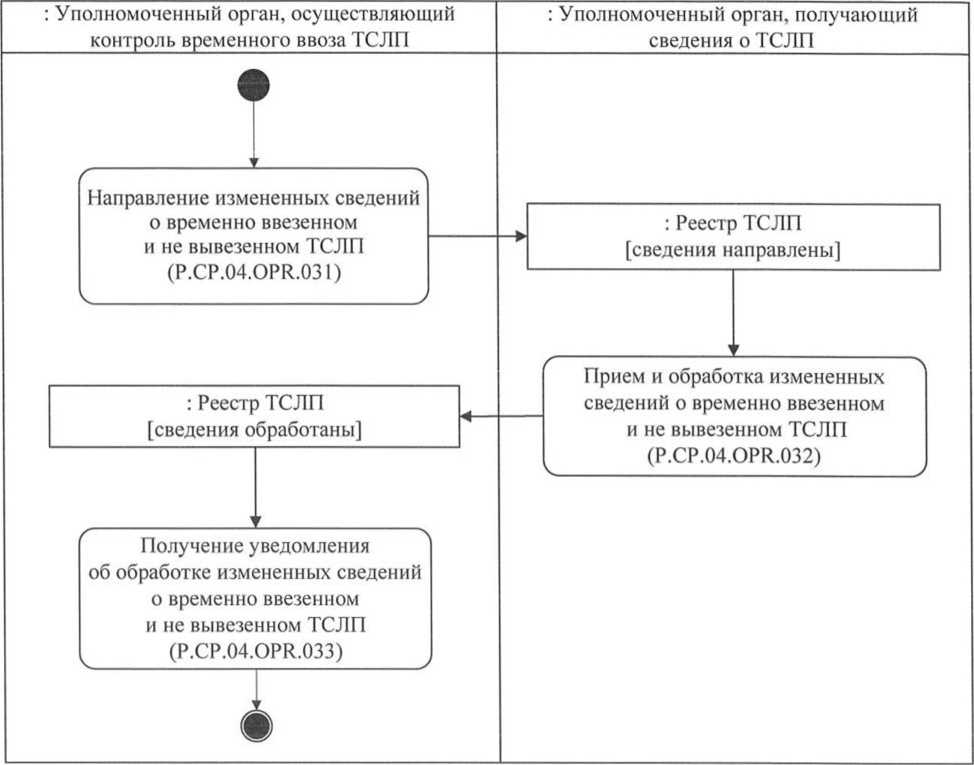 : Уполномоченный орган, осуществляющий
контроль временного ввоза ТСЛП
: Уполномоченный орган, получающий
сведения о ТСЛП
Направление измененных сведений
о временно ввезенном
и не вывезенном ТСЛП
(P.CP.04.OPR.031)
: Реестр ТСЛП
[сведения направлены]
Прием и обработка измененных
сведений о временно ввезенном
и не вывезенном ТСЛП
(P.CP.04.OPR.032)
: Реестр ТСЛП
[сведения обработаны]
Получение уведомления
об обработке измененных сведений
о временно ввезенном
и не вывезенном ТСЛП
(P.CP.04.OPR.033)